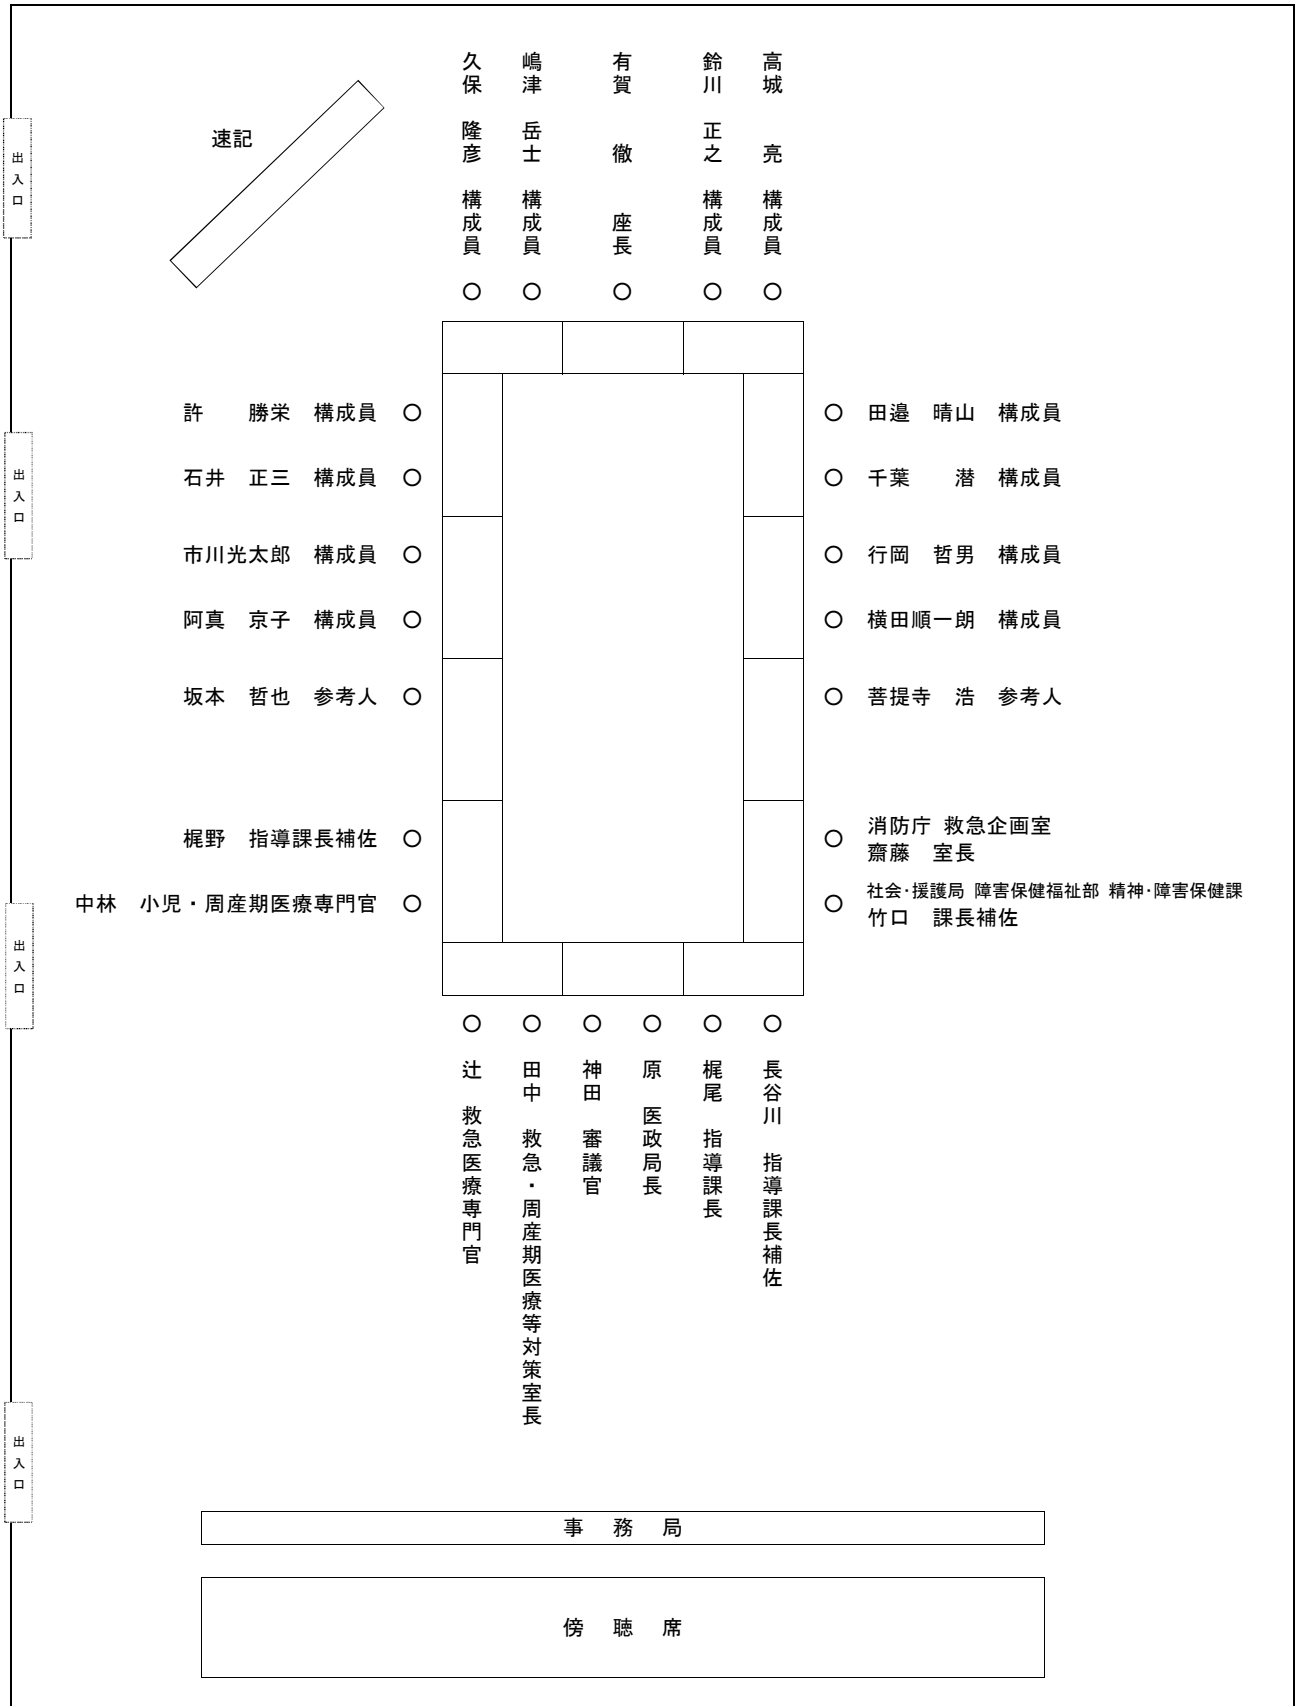 高城　亮　構成員
鈴川　正之　構成員
有賀　徹　座長
嶋津　岳士　構成員
久保　隆彦　構成員
速記
出入口
許　勝栄　構成員
田邉　晴山　構成員
石井　正三　構成員
千葉　潜　構成員
出入口
市川光太郎　構成員
行岡　哲男　構成員
阿真　京子　構成員
横田順一朗　構成員
坂本　哲也　参考人
菩提寺　浩　参考人
梶野　指導課長補佐
消防庁 救急企画室
齋藤　室長
中林　小児・周産期医療専門官
社会・援護局 障害保健福祉部 精神・障害保健課
竹口　課長補佐
出入口
長谷川　指導課長補佐
梶尾　指導課長
原　医政局長
神田　審議官
田中　救急・周産期医療等対策室長
辻　救急医療専門官
出入口
事務局
傍聴席